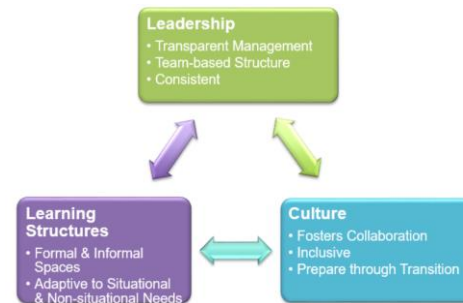 Leadership
• Transparent Management
• Team-based Structure
• Consistent
Learning
Structures
• Formal & Informal
Spaces
• Adaptive to Situational
& Non-situational Needs
Culture
• Fosters Collaboration
• Inclusive
• Prepare through Transition